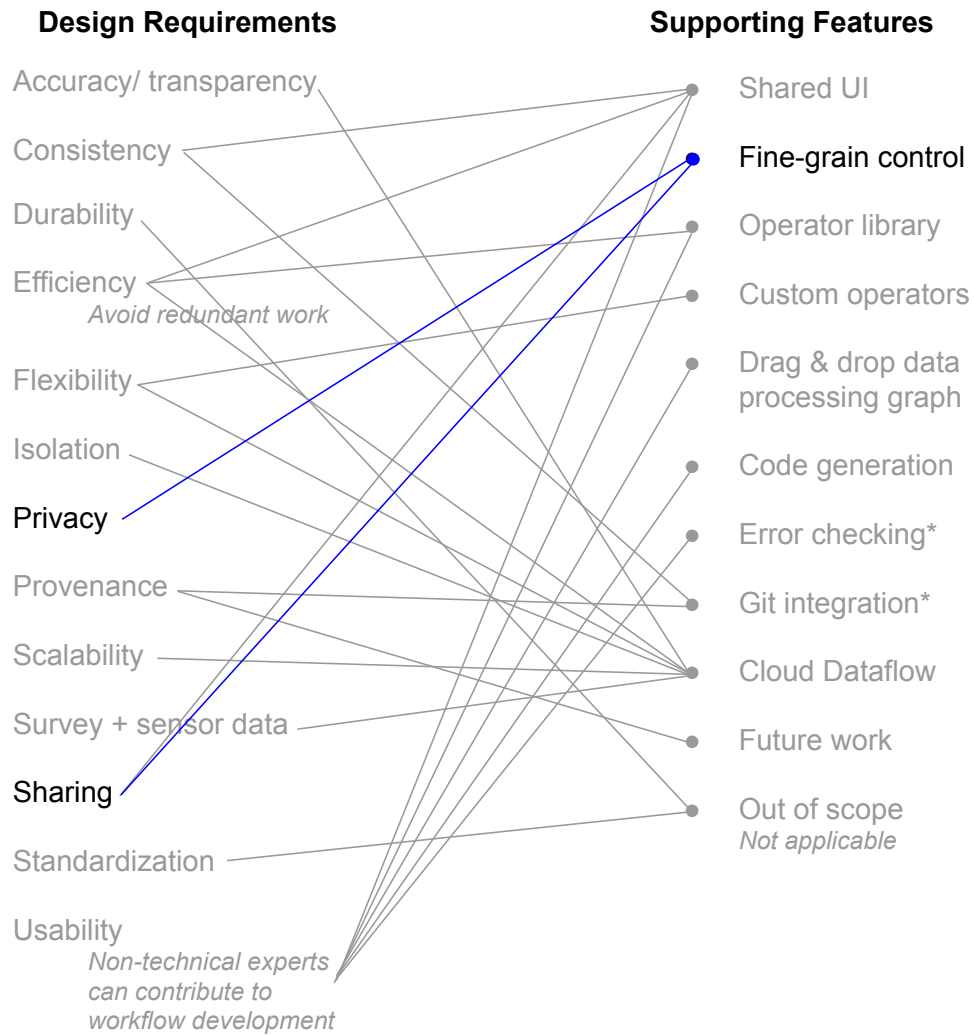 Design Requirements
Accuracy/ transparency
Consistency
Durability
Efficiency
Avoid redundant work
Flexibility
Isolation
Privacy
Provenance
Scalability
Survey + sensor data
Sharing
Standardization
Usability
Non-technical experts
can contribute to
workflow development
Supporting Features
Shared UI
Fine-grain control
Operator library
Custom operators
Drag & drop data
processing graph
Code generation
Error checking*
Git integration*
Cloud Dataflow
Future work
Out of scope
Not applicable